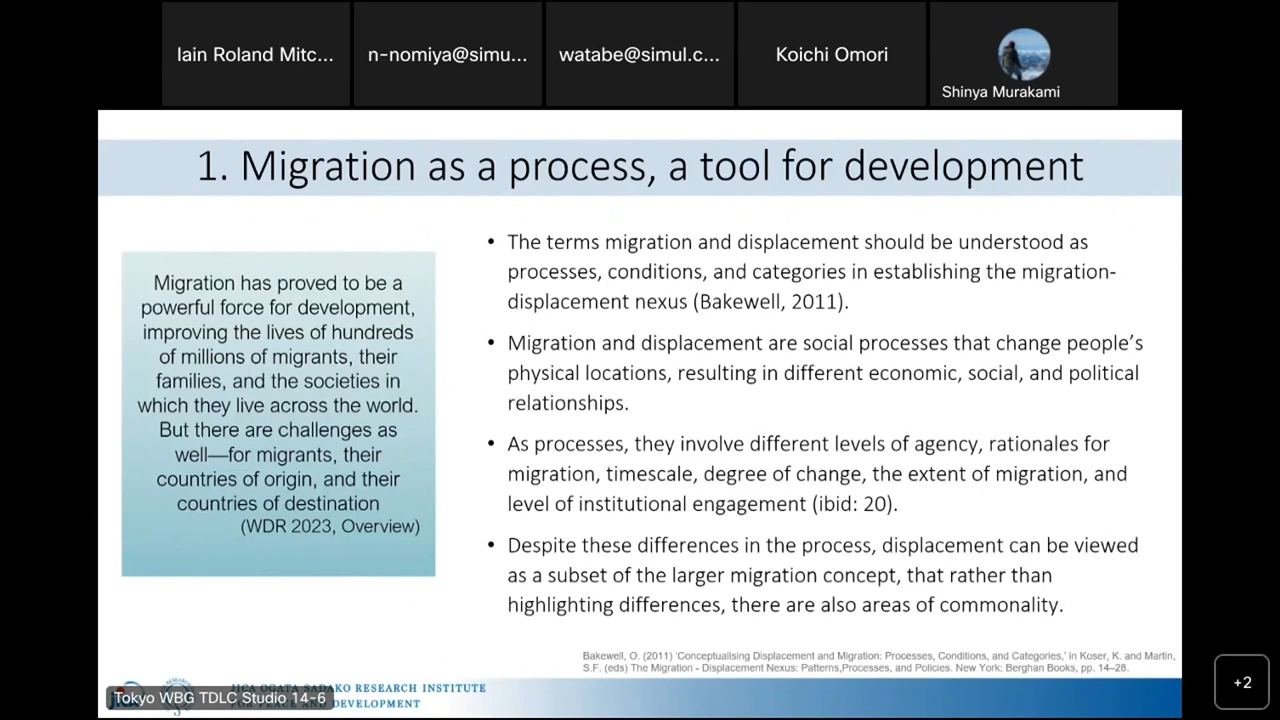 Iain Roland Mitc...
n-nomiya@simu...
watabe@simul.c...
Koichi Omori
Shinya Murakami
1. Migration as a process, a tool for development
Migration has proved to be a
powerful force for development,
improving the lives of hundreds
of millions of migrants, their
families, and the societies in
which they live across the world.
But there are challenges as
well—for migrants, their
countries of origin, and their
countries of destination
(WDR 2023, Overview)
• The terms migration and displacement should be understood as
processes, conditions, and categories in establishing the migration-
displacement nexus (Bakewell, 2011).
• Migration and displacement are social processes that change people’s
physical locations, resulting in different economic, social, and political
relationships.
• As processes, they involve different levels of agency, rationales for
migration, timescale, degree of change, the extent of migration, and
level of institutional engagement (ibid: 20).
• Despite these differences in the process, displacement can be viewed
as a subset of the larger migration concept, that rather than
highlighting differences, there are also areas of commonality.
Bakewell, O. (2011) ‘Conceptualising Displacement and Migration: Processes, Conditions, and Categories,’ in Koser, K. and Martin,
S.F. (eds) The Migration - Displacement Nexus: Patterns,Processes, and Policies. New York: Berghan Books, pp. 14–28.
JICA OGATA SADAKO RESEARCH INSTITUTE
DEVELOPMENT
Tokyo WBG TDLC Studio 14-6
+2